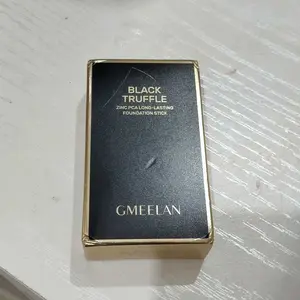 BLACK
TRUFFLE
ZINC PCA LONG-LASTING
FOUNDATION STICK
GMEELAN